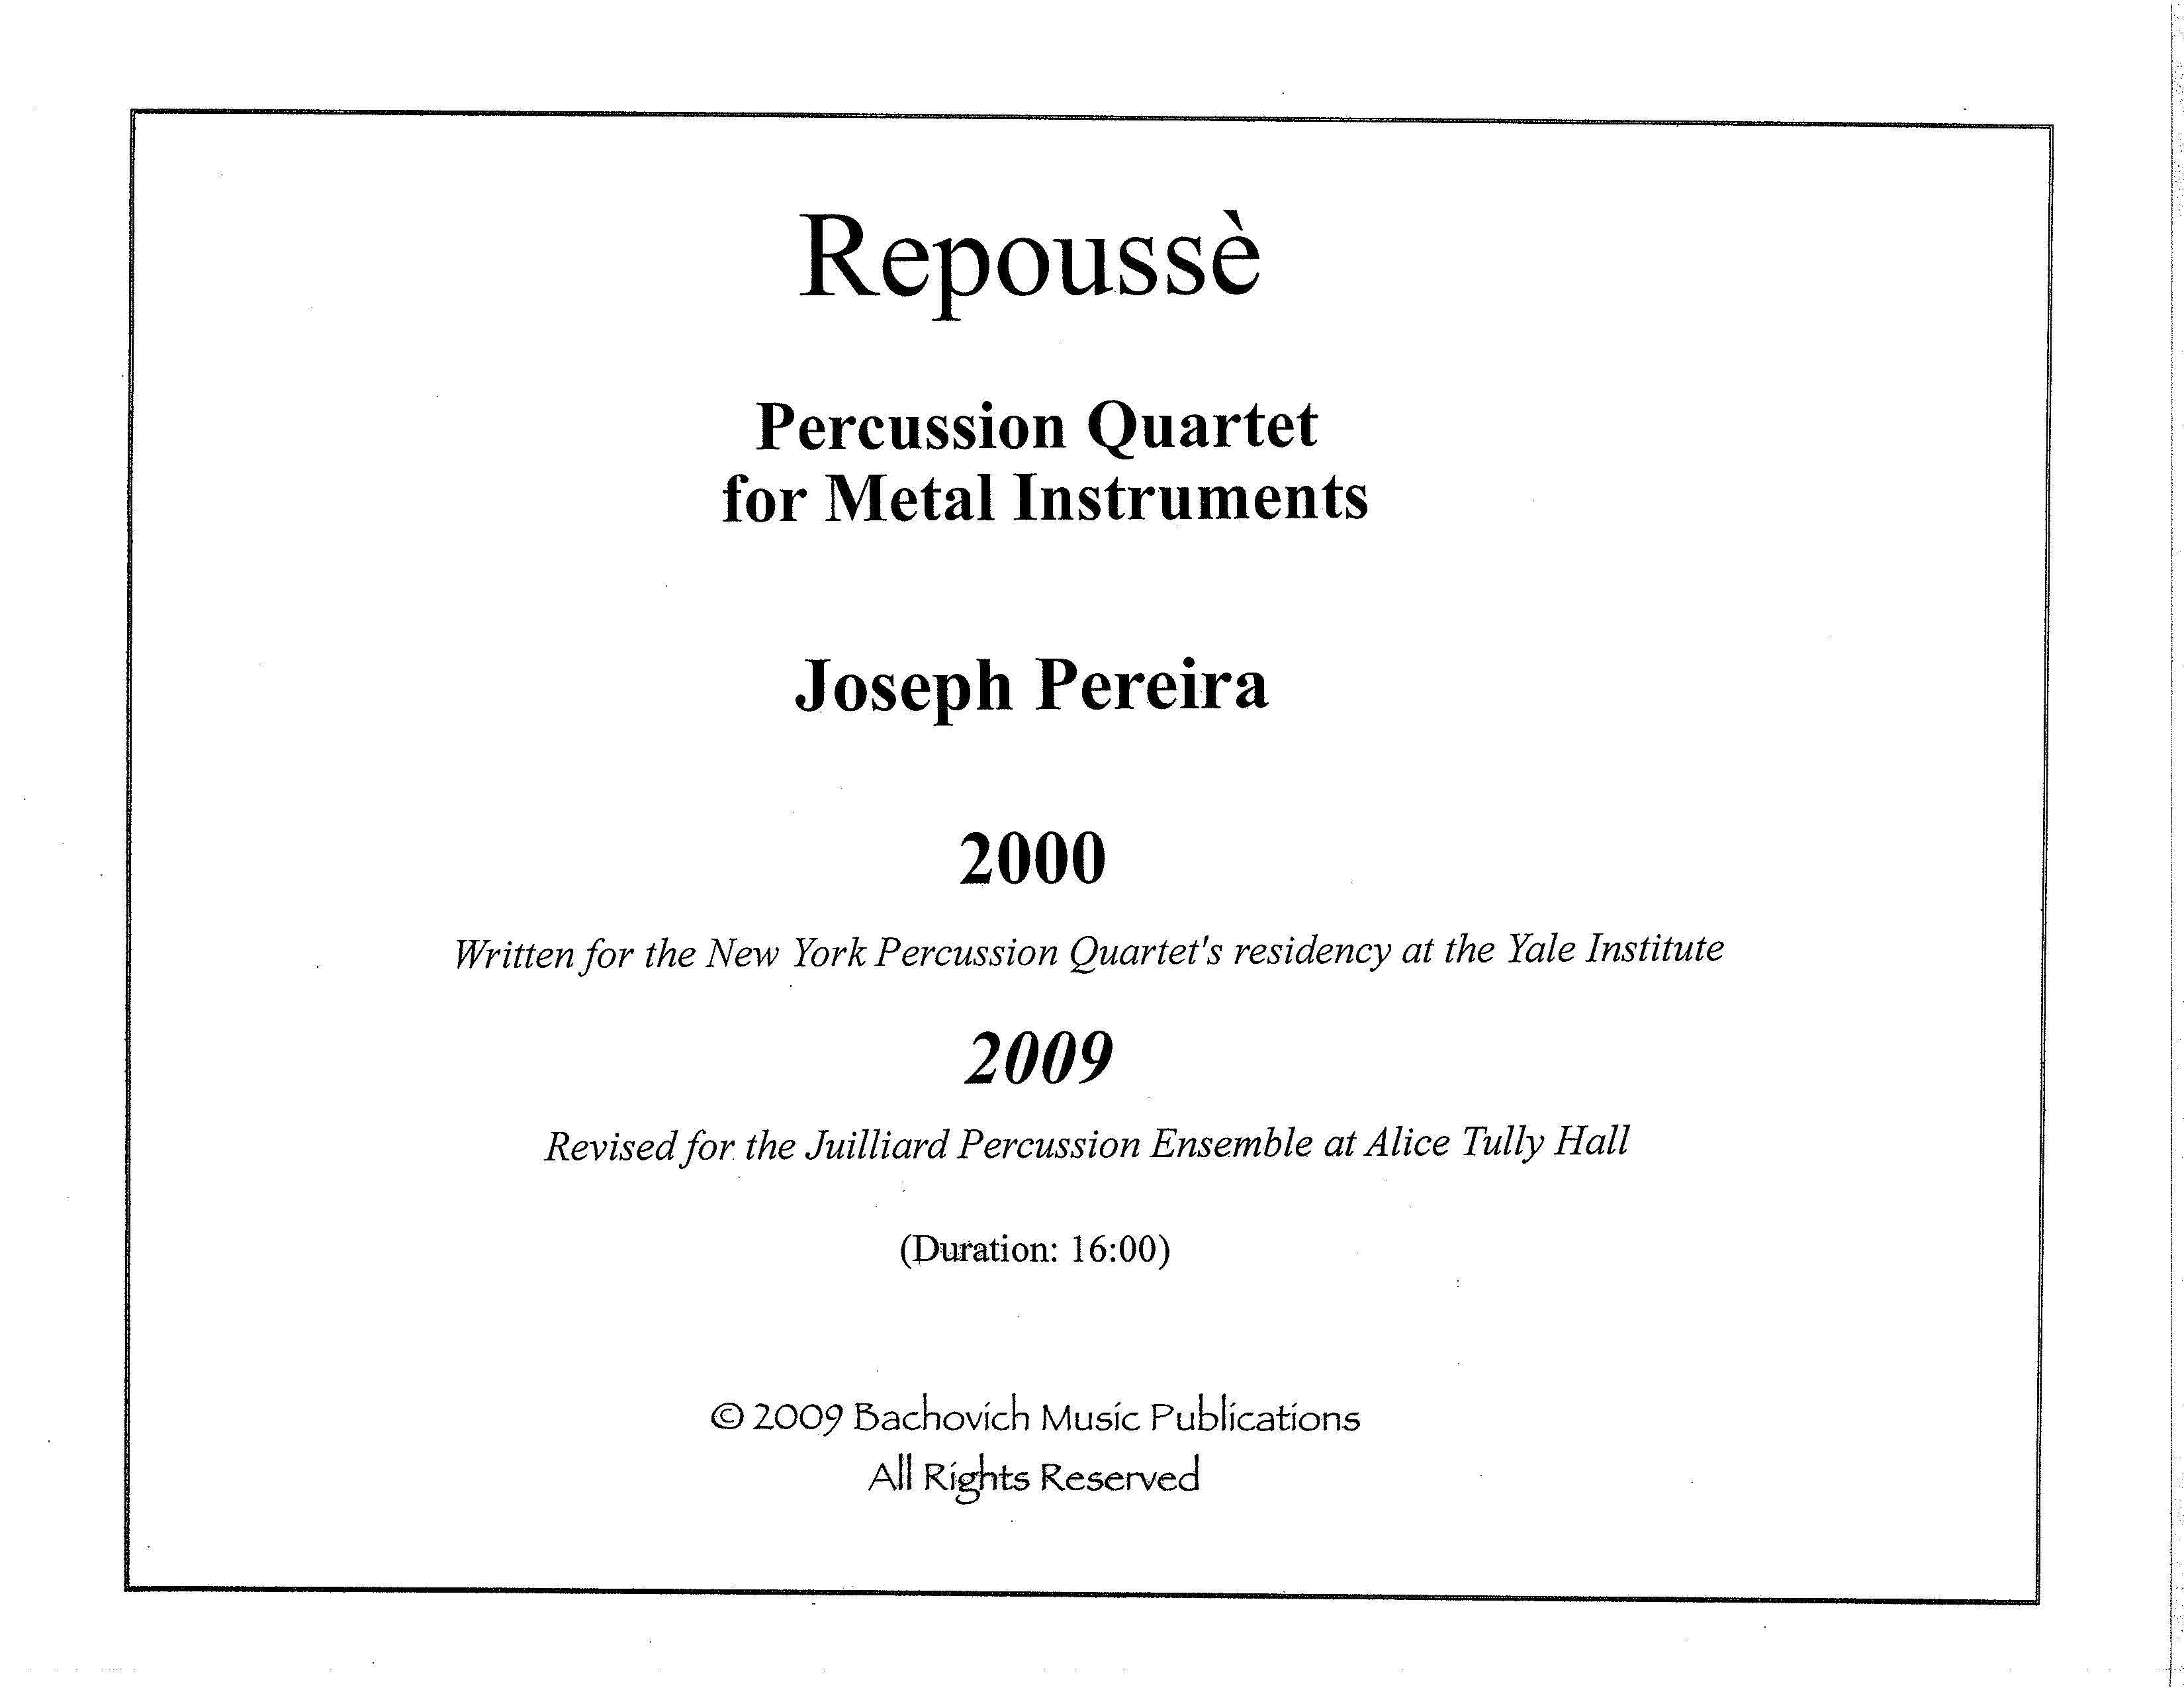 Repoussè
Percussion Quartet
for Metal Instruments
Joseph Pereira
2000
Written for the New York Percussion Quartet's residency at the Yale Institute
2009
Revised for the Juilliard Percussion Ensemble at Alice Tully Hall
(Duration: 16:00)
© 2009 Bachovich Music Publications
All Rights Reserved